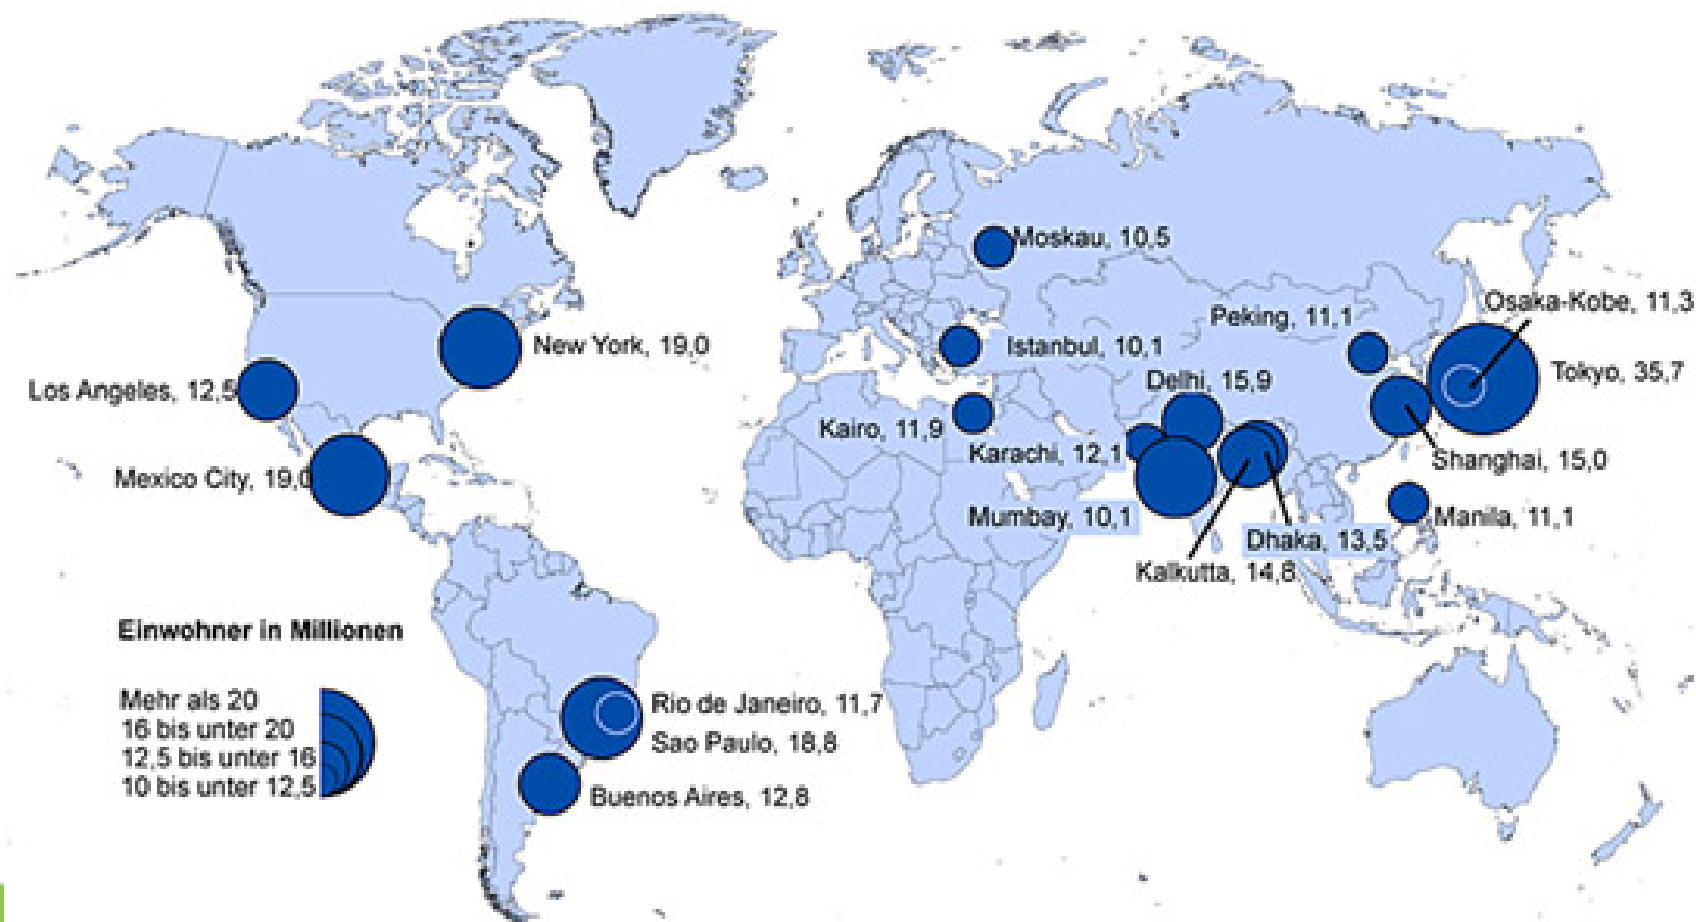 Moskau, 10,5
Osaka-Kobe, 11,3
Peking, 11,1
New York, 19,0
Istanbul, 10,1
Tokyo, 35,7
Delhi, 15,9
Los Angeles, 12,5
Kairo, 11,9
Karachi, 12,1
Shanghai, 15,0
Mexico City, 19,0
Mumbay, 10,1
Manila, 11,1
Dhaka, 13,5
Kalkutta, 14,8
Einwohner in Millionen
Mehr als 20
16 bis unter 20
12,5 bis unter 16
10 bis unter 12,5
Rio de Janeiro, 11,7
Sao Paulo, 18,8
Buenos Aires, 12,8